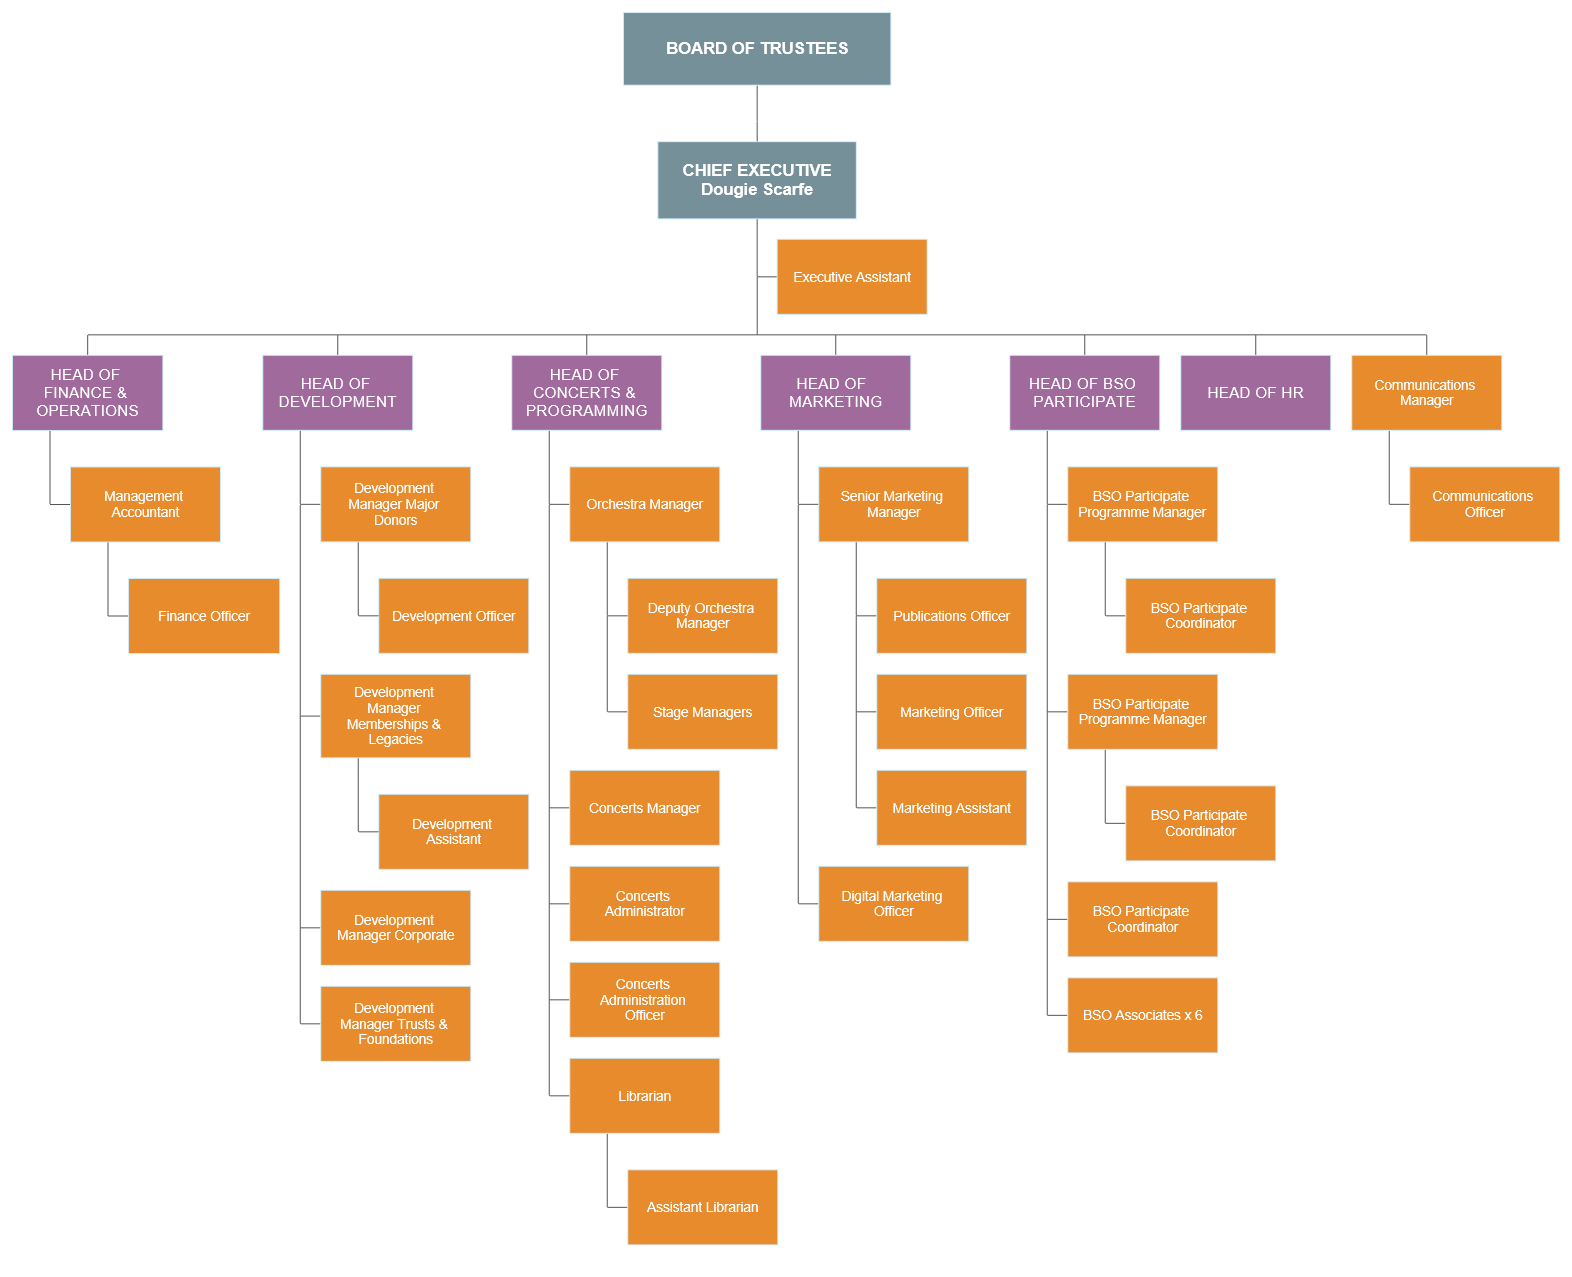 BOARD OF TRUSTEES
CHIEF EXECUTIVE
Dougie Scarfe
Executive Assistant
HEAD OF
FINANCE &
OPERATIONS
HEAD OF
DEVELOPMENT
HEAD OF
CONCERTS &
PROGRAMMING
HEAD OF
MARKETING
HEAD OF BSO
PARTICIPATE
HEAD OF HR
Communications
Manager
Management
Accountant
Finance Officer
Development
Manager Major
Donors
Development Officer
Development
Manager
Memberships &
Legacies
Development
Assistant
Development
Manager Corporate
Development
Manager Trusts &
Foundations
Orchestra Manager
Deputy Orchestra
Manager
Stage Managers
Concerts Manager
Concerts
Administrator
Concerts
Administration
Officer
Librarian
Assistant Librarian
Senior Marketing
Manager
Publications Officer
Marketing Officer
Marketing Assistant
Digital Marketing
Officer
BSO Participate
Programme Manager
BSO Participate
Coordinator
BSO Participate
Programme Manager
BSO Participate
Coordinator
BSO Participate
Coordinator
BSO Associates x 6
Communications
Officer